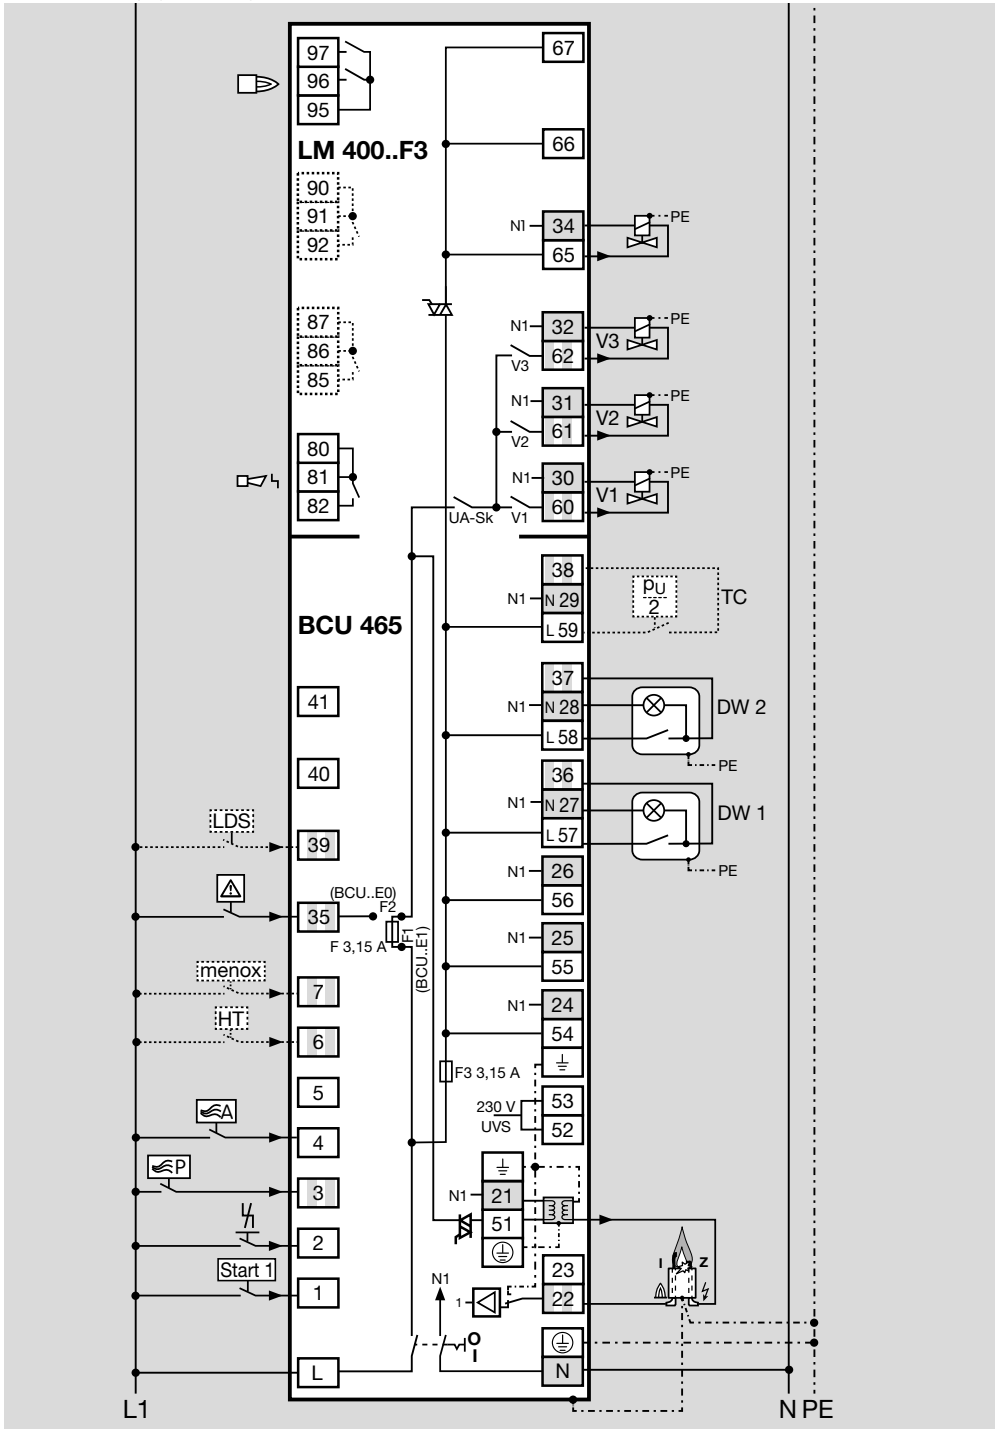 97
96
95
67
LM 400..F3
66
90
91
92
N1
34
65
PE
87
86
85
N1
32
62
V3
V3
PE
N1
31
61
V2
V2
PE
80
81
82
N1
30
60
UA-Sk
V1
V1
PE
BCU 465
38
N1
N 29
L 59
pU
2
TC
41
37
N1
N 28
L 58
DW 2
PE
40
36
N1
N 27
L 57
DW 1
PE
LDS
39
N1
26
56
35
(BCU..E0)
F2
F 3,15 A
F1
(BCU..E1)
N1
25
55
menox
7
N1
24
54
HT
6
F3 3,15 A
5
230 V
UVS
53
52
A
4
P
3
N1
21
51
2
Start 1
1
23
22
N1
1
I
Z
O
I
L
N
L1
N PE